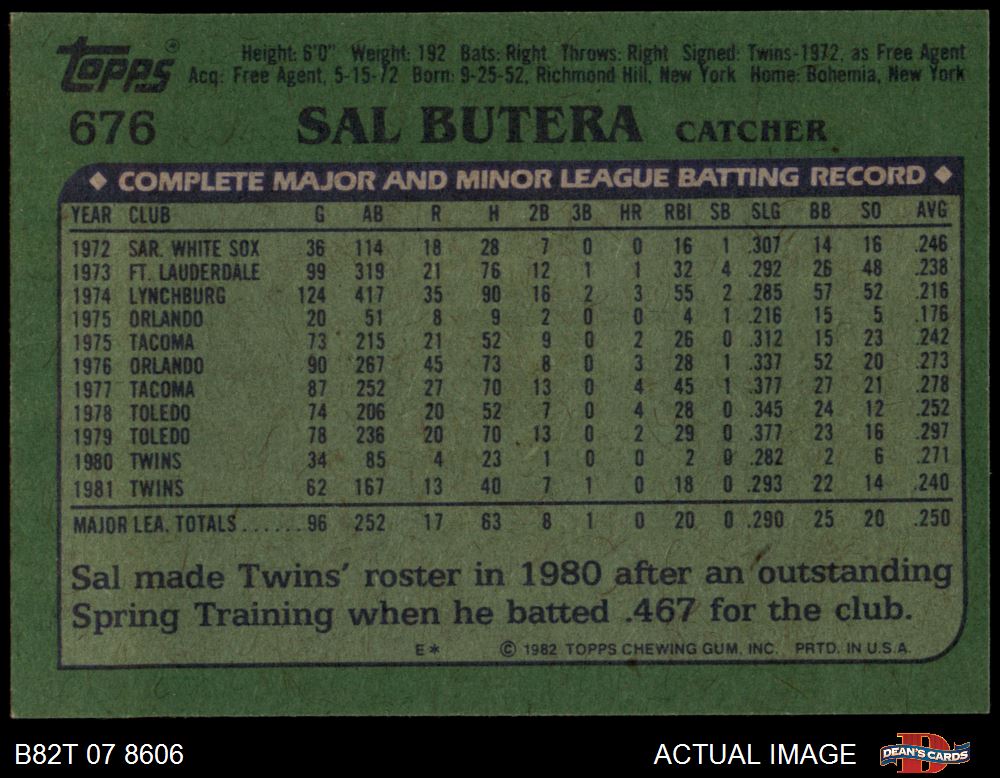 Topps®
Height: 6'0" Weight: 192 Bats: Right Throws: Right Signed: Twins-1972, as Free Agent
Acq: Free Agent, 5-15-72 Born: 9-25-52, Richmond Hill, New York Home: Bohemia, New York
676 SAL BUTERA CATCHER
◆ COMPLETE MAJOR AND MINOR LEAGUE BATTING RECORD ◆
YEAR CLUB G AB R H 2B 3B HR RBI SB SLG BB SO AVG
1972 SAR. WHITE SOX 36 114 18 28 7 0 0 16 1 .307 14 16 .246
1973 FT. LAUDERDALE 99 319 21 76 12 1 1 32 4 .292 26 48 .238
1974 LYNCHBURG 124 417 35 90 16 2 3 55 2 .285 57 52 .216
1975 ORLANDO 20 51 8 9 2 0 0 4 1 .216 15 5 .176
1975 TACOMA 73 215 21 52 9 0 2 26 0 .312 15 23 .242
1976 ORLANDO 90 267 45 73 8 0 3 28 1 .337 52 20 .273
1977 TACOMA 87 252 27 70 13 0 4 45 1 .377 27 21 .278
1978 TOLEDO 74 206 20 52 7 0 4 28 0 .345 24 12 .252
1979 TOLEDO 78 236 20 70 13 0 2 29 0 .377 23 16 .297
1980 TWINS 34 85 4 23 1 0 0 2 0 .282 2 6 .271
1981 TWINS 62 167 13 40 7 1 0 18 0 .293 22 14 .240
MAJOR LEA. TOTALS......96 252 17 63 8 1 0 20 0 .290 25 20 .250
Sal made Twins' roster in 1980 after an outstanding
Spring Training when he batted .467 for the club.
E* © 1982 TOPPS CHEWING GUM, INC. PRTD. IN U.S.A.
B82T 07 8606 ACTUAL IMAGE DEAN'S CARDS